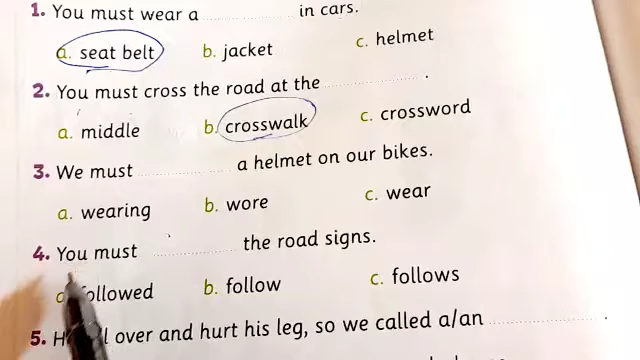 1. You must wear a ............ in cars.
a. seat belt b. jacket c. helmet
2. You must cross the road at the ............ .
a. middle b. crosswalk c. crossword
3. We must ............ a helmet on our bikes.
a. wearing b. wore c. wear
4. You must ............ the road signs.
followed b. follow c. follows
5. over and hurt his leg, so we called a/an ............ .